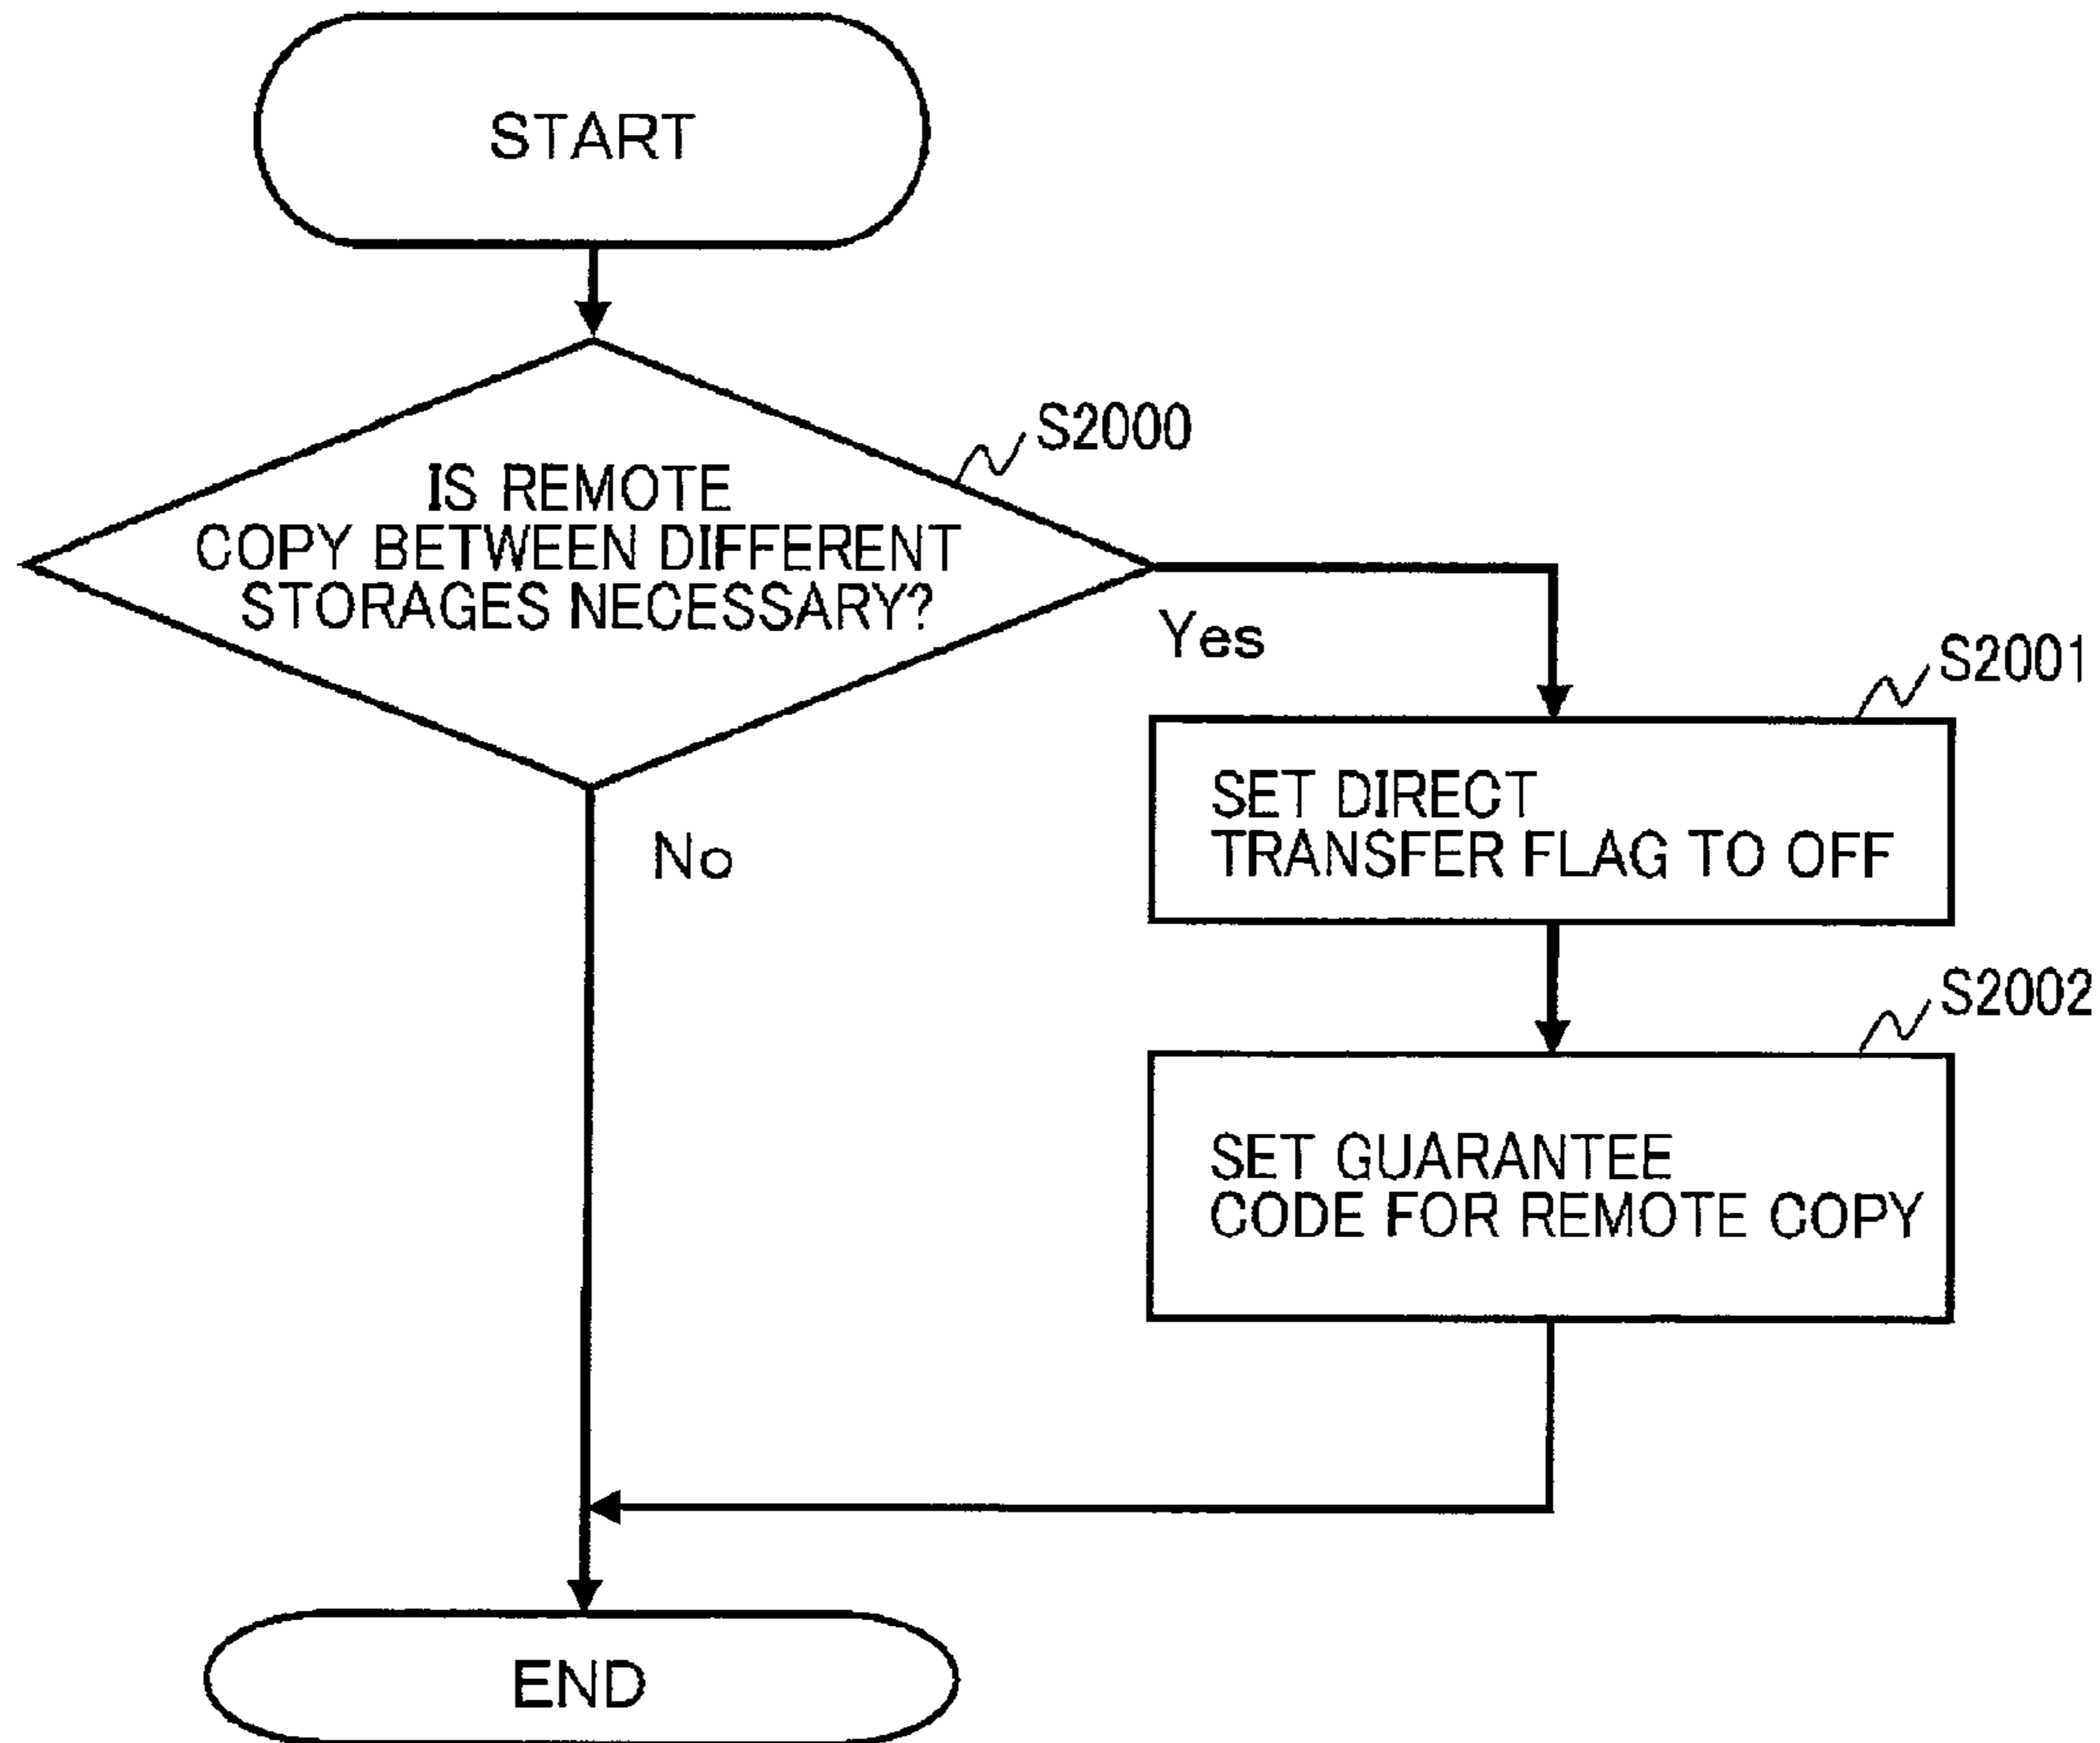 START
S2000
IS REMOTE
COPY BETWEEN DIFFERENT
STORAGES NECESSARY?
Yes
S2001
SET DIRECT
TRANSFER FLAG TO OFF
No
S2002
SET GUARANTEE
CODE FOR REMOTE COPY
END